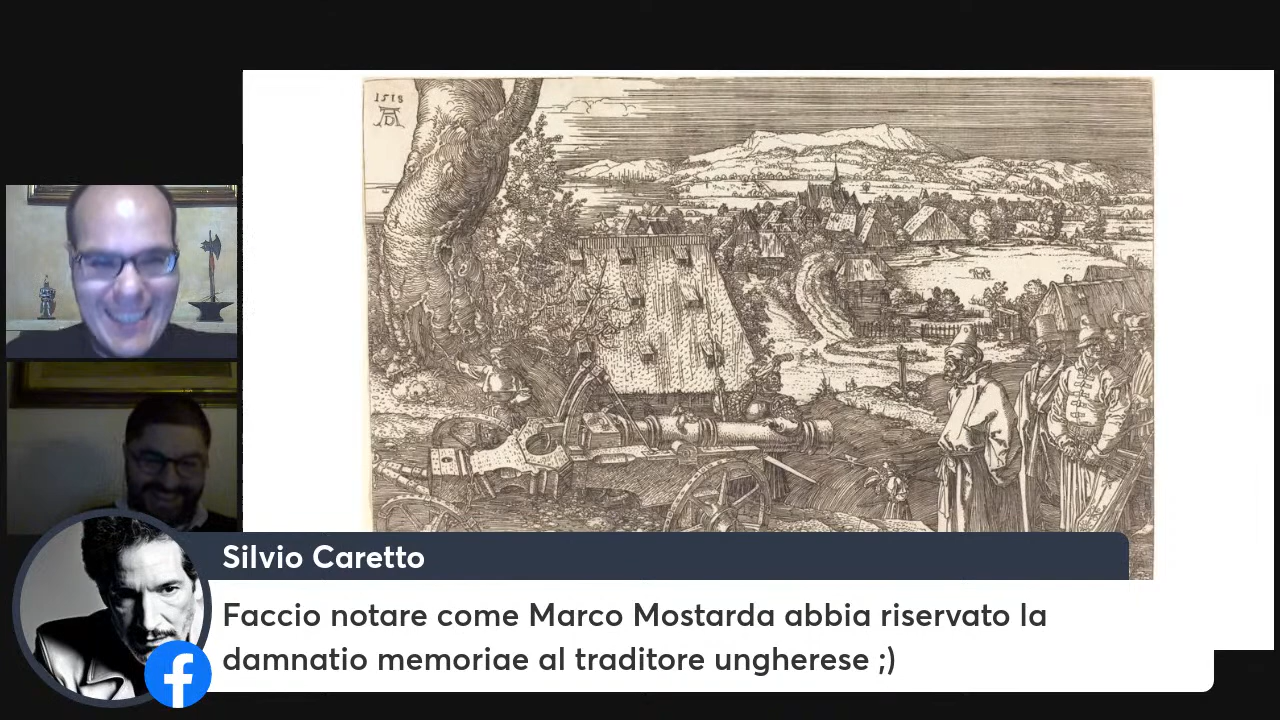 1518
AD
Silvio Caretto
Faccio notare come Marco Mostarda abbia riservato la
damnatio memoriae al traditore ungherese ;)